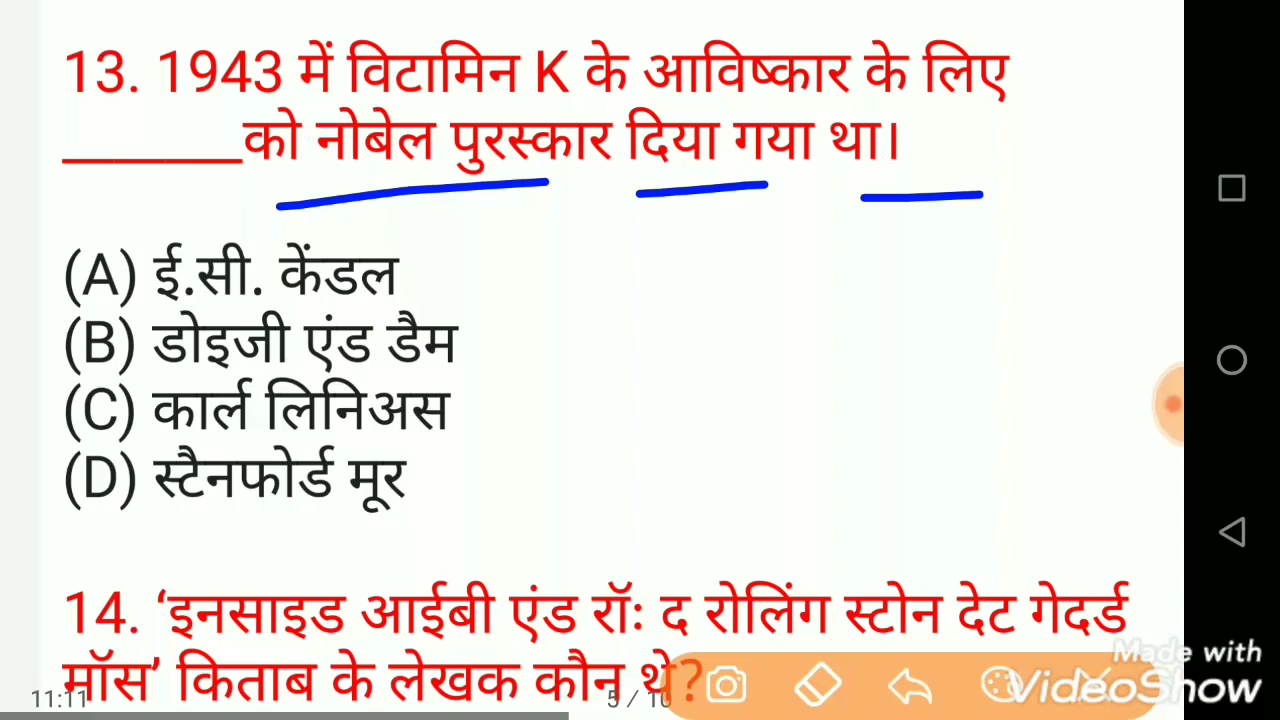 13. 1943 में विटामिन K के आविष्कार के लिए
______को नोबेल पुरस्कार दिया गया था।
(A) ई.सी. केंडल
(B) डोइजी एंड डैम
(C) कार्ल लिनिअस
(D) स्टैनफोर्ड मूर
14. ‘इनसाइड आईबी एंड रॉः द रोलिंग स्टोन देट गेदर्ड
मॉस’ किताब के लेखक कौन थे?
Made with
VideoShow
11:11
5 / 10